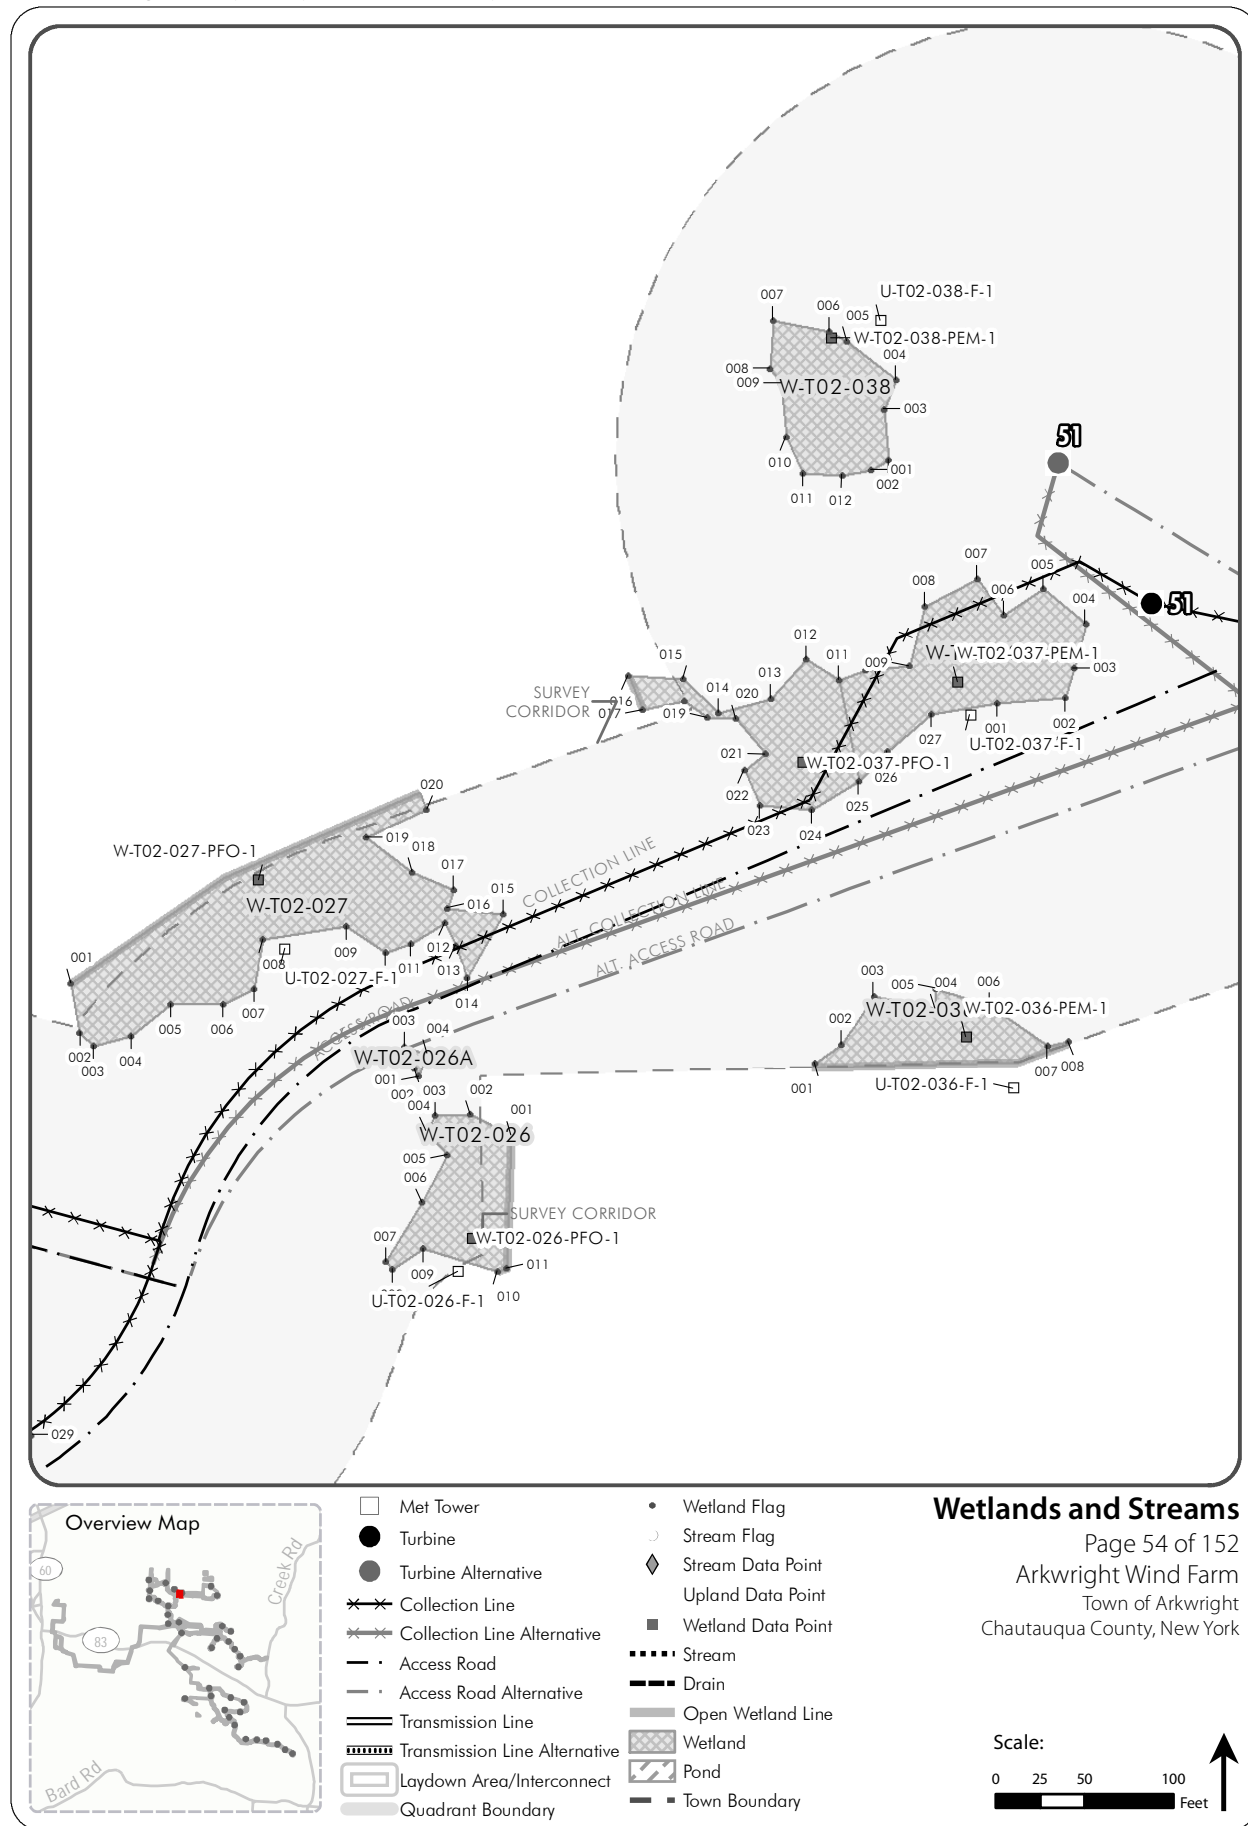 007
006
005
U-T02-038-F-1
W-T02-038-PEM-1
004
008
009
W-T02-038
003
010
001
002
011
012
51
007
005
008
006
004
51
012
011
009
W-T02-037-PEM-1
003
015
013
014
020
SURVEY
CORRIDOR
016
017
019
002
001
027
U-T02-037-F-1
021
W-T02-037-PFO-1
026
022
025
023
024
020
019
018
W-T02-027-PFO-1
017
COLLECTION LINE
W-T02-027
016
015
ALT. COLLECTION LINE
ALT. ACCESS ROAD
001
009
012
008
011
013
U-T02-027-F-1
014
007
005
006
002
004
003
ACCESS ROAD
003
004
W-T02-026A
001
002
003
005
004
006
W-T02-036
W-T02-036-PEM-1
002
001
007
008
U-T02-036-F-1
003
002
004
001
W-T02-026
005
006
SURVEY CORRIDOR
007
W-T02-026-PFO-1
009
011
010
U-T02-026-F-1
029
Overview Map
60
83
Creek Rd
Bard Rd
Met Tower
Turbine
Turbine Alternative
Collection Line
Collection Line Alternative
Access Road
Access Road Alternative
Transmission Line
Transmission Line Alternative
Laydown Area/Interconnect
Quadrant Boundary
Wetland Flag
Stream Flag
Stream Data Point
Upland Data Point
Wetland Data Point
Stream
Drain
Open Wetland Line
Wetland
Pond
Town Boundary
Wetlands and Streams
Page 54 of 152
Arkwright Wind Farm
Town of Arkwright
Chautauqua County, New York
Scale:
0 25 50 100
Feet